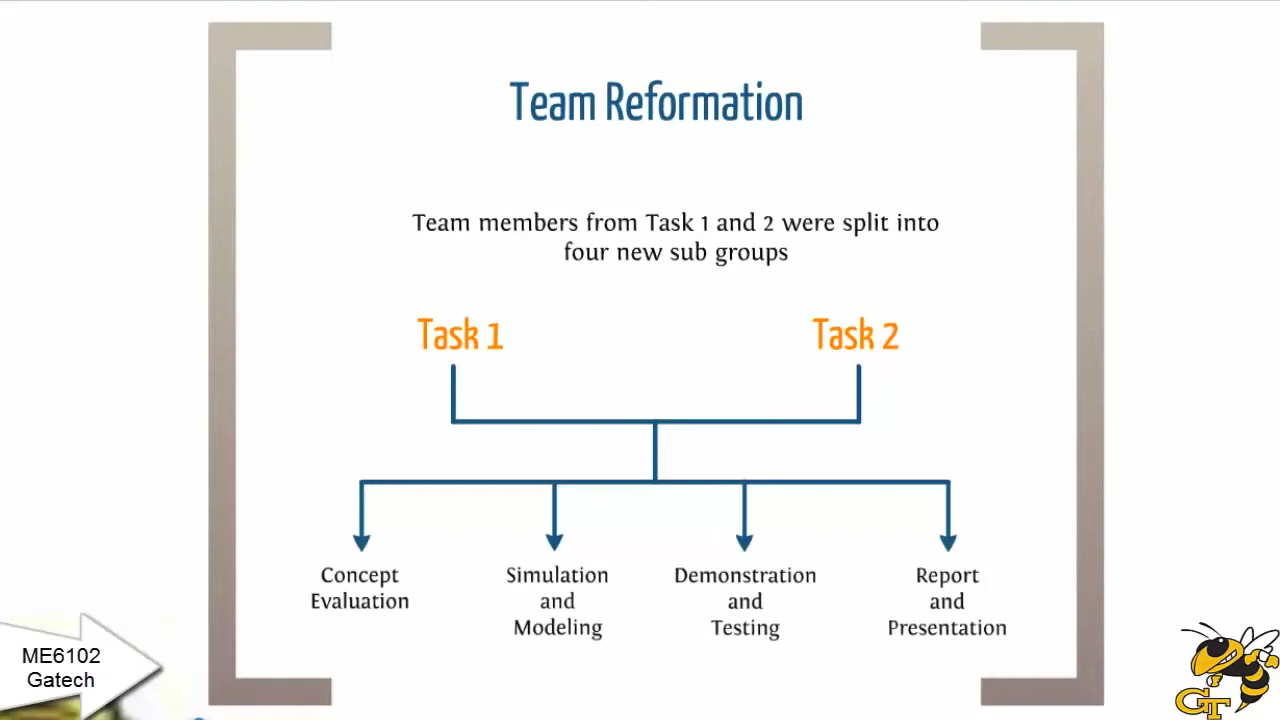 Team Reformation
Team members from Task 1 and 2 were split into
four new sub groups
Task 1
Task 2
Concept
Evaluation
Simulation
and
Modeling
Demonstration
and
Testing
Report
and
Presentation
ME6102
Gatech
GT